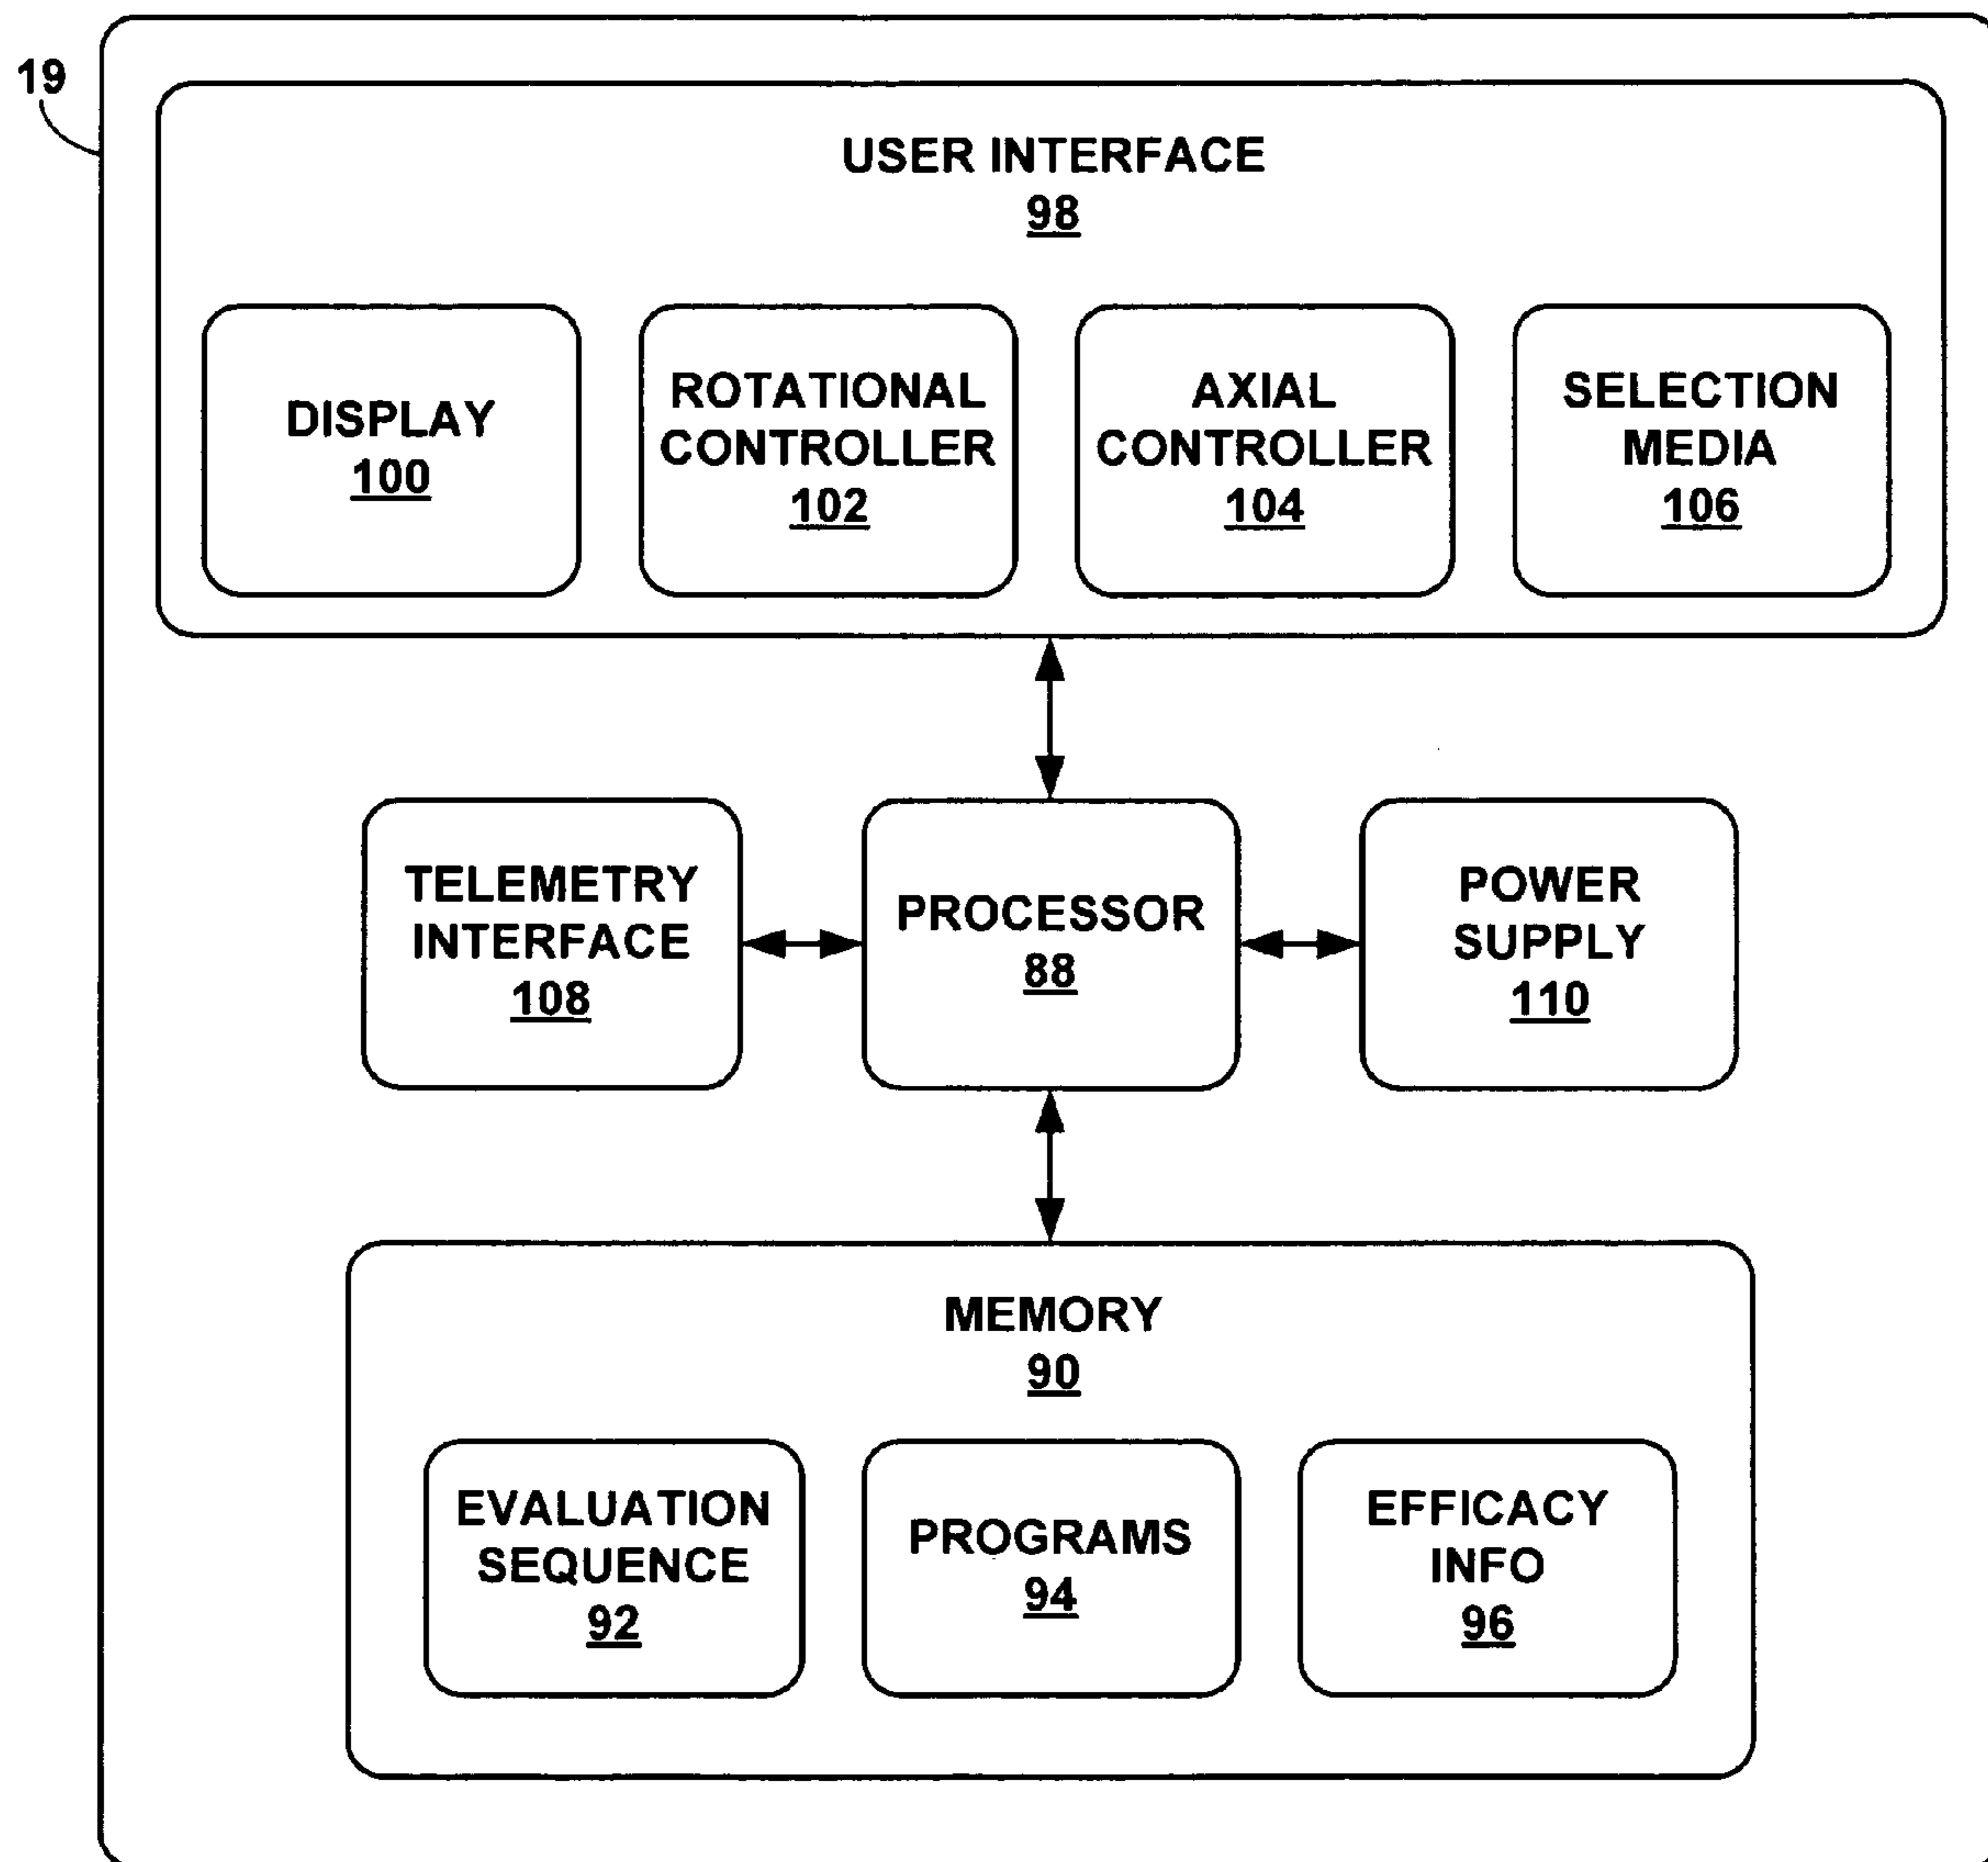 19
USER INTERFACE
98
DISPLAY
100
ROTATIONAL
CONTROLLER
102
AXIAL
CONTROLLER
104
SELECTION
MEDIA
106
TELEMETRY
INTERFACE
108
PROCESSOR
88
POWER
SUPPLY
110
MEMORY
90
EVALUATION
SEQUENCE
92
PROGRAMS
94
EFFICACY
INFO
96